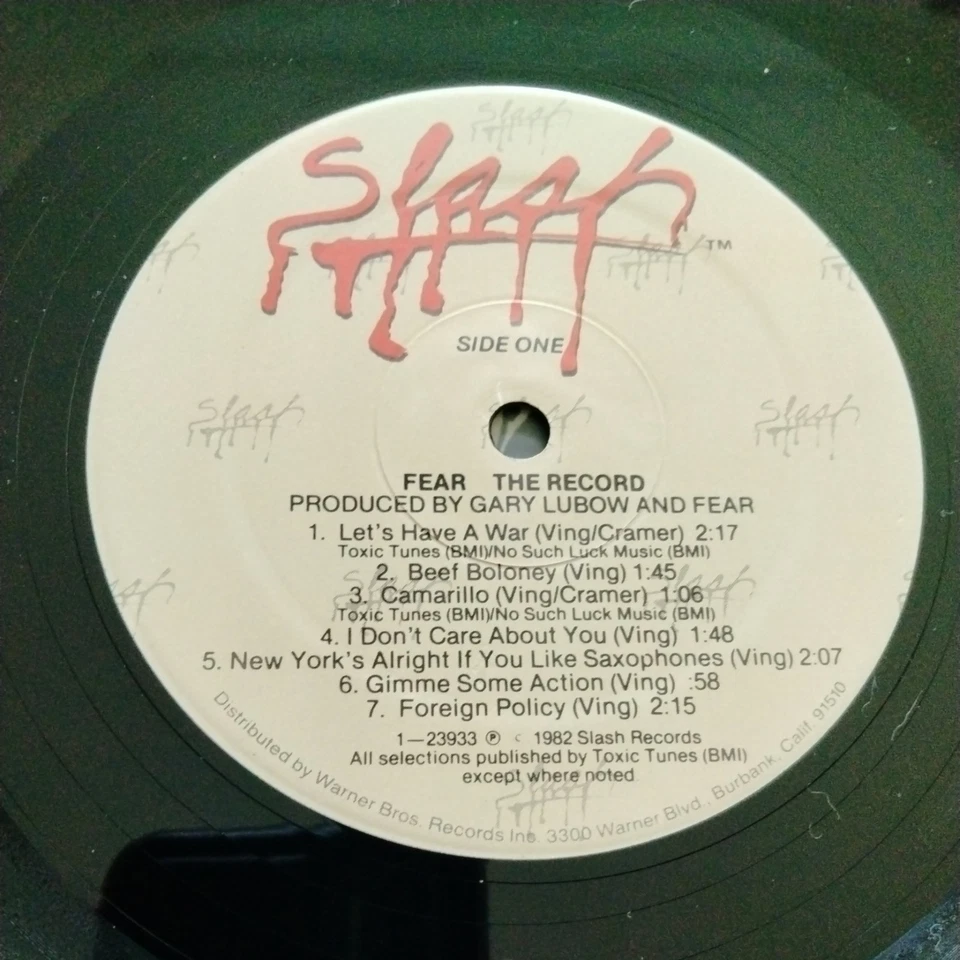 Slash
Slash ™
SIDE ONE
Slash Slash Slash
FEAR THE RECORD
PRODUCED BY GARY LUBOW AND FEAR
1. Let's Have A War (Ving/Cramer) 2:17
Toxic Tunes (BMI)/No Such Luck Music (BMI)
2. Beef Boloney (Ving) 1:45
3. Camarillo (Ving/Cramer) 1:06
Toxic Tunes (BMI)/No Such Luck Music (BMI)
4. I Don't Care About You (Ving) 1:48
5. New York's Alright If You Like Saxophones (Ving) 2:07
6. Gimme Some Action (Ving) :58
7. Foreign Policy (Ving) 2:15
1—23933 ℗ © 1982 Slash Records
All selections published by Toxic Tunes (BMI)
except where noted
Slash
Distributed by Warner Bros. Records Inc. 3300 Warner Blvd., Burbank, Calif. 91510